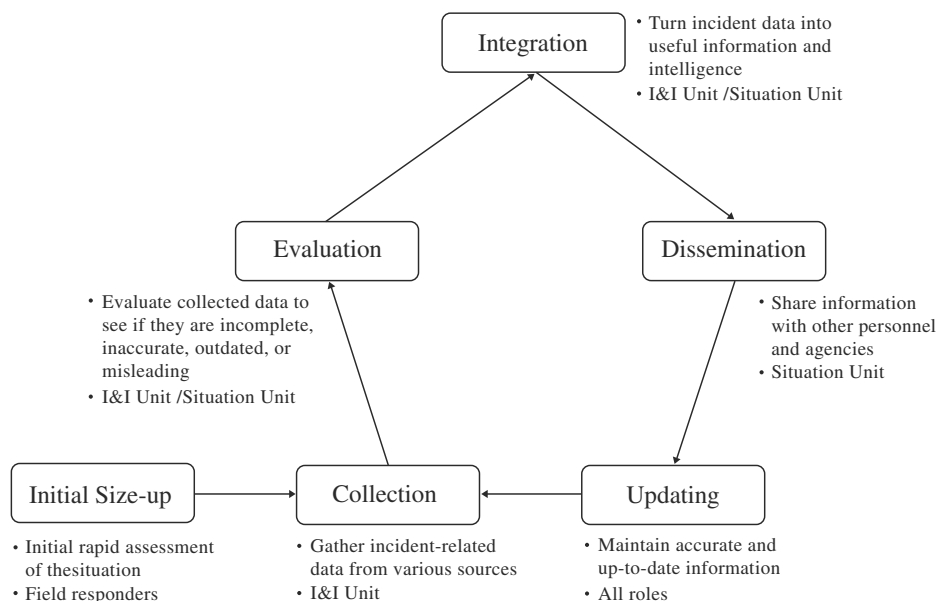 Integration
• Turn incident data into
useful information and
intelligence
• I&I Unit /Situation Unit
Evaluation
• Evaluate collected data to
see if they are incomplete,
inaccurate, outdated, or
misleading
• I&I Unit /Situation Unit
Dissemination
• Share information
with other personnel
and agencies
• Situation Unit
Initial Size-up
• Initial rapid assessment
of thesituation
• Field responders
Collection
• Gather incident-related
data from various sources
• I&I Unit
Updating
• Maintain accurate and
up-to-date information
• All roles